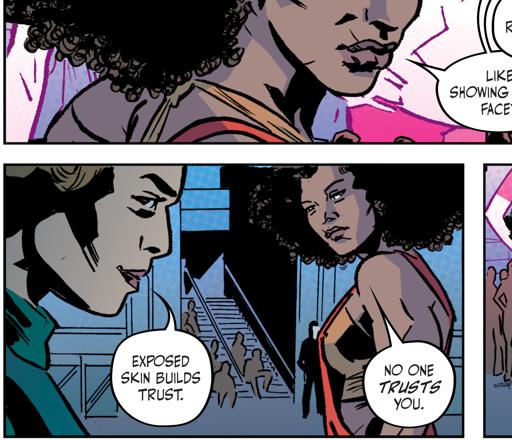 LIKE
SHOWING
FACE?
EXPOSED
SKIN BUILDS
TRUST.
NO ONE
TRUSTS
YOU.